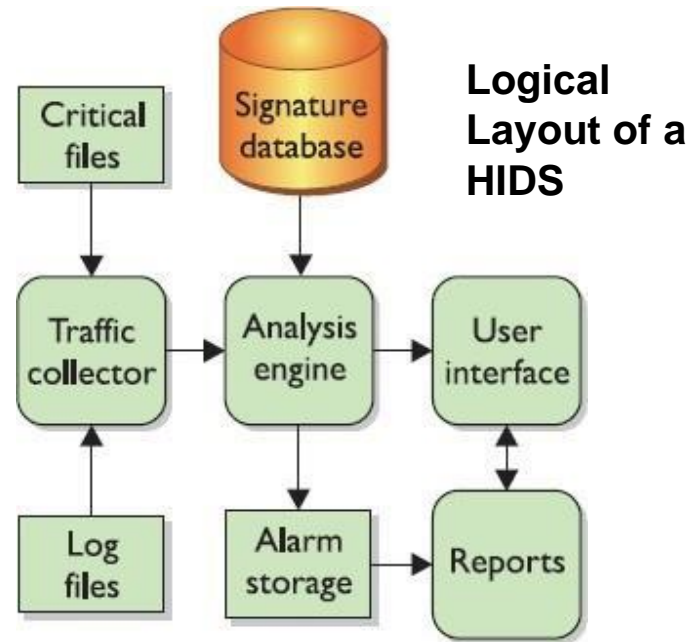 Logical
Layout of a
HIDS
Critical
files
Signature
database
Traffic
collector
Analysis
engine
User
interface
Log
files
Alarm
storage
Reports